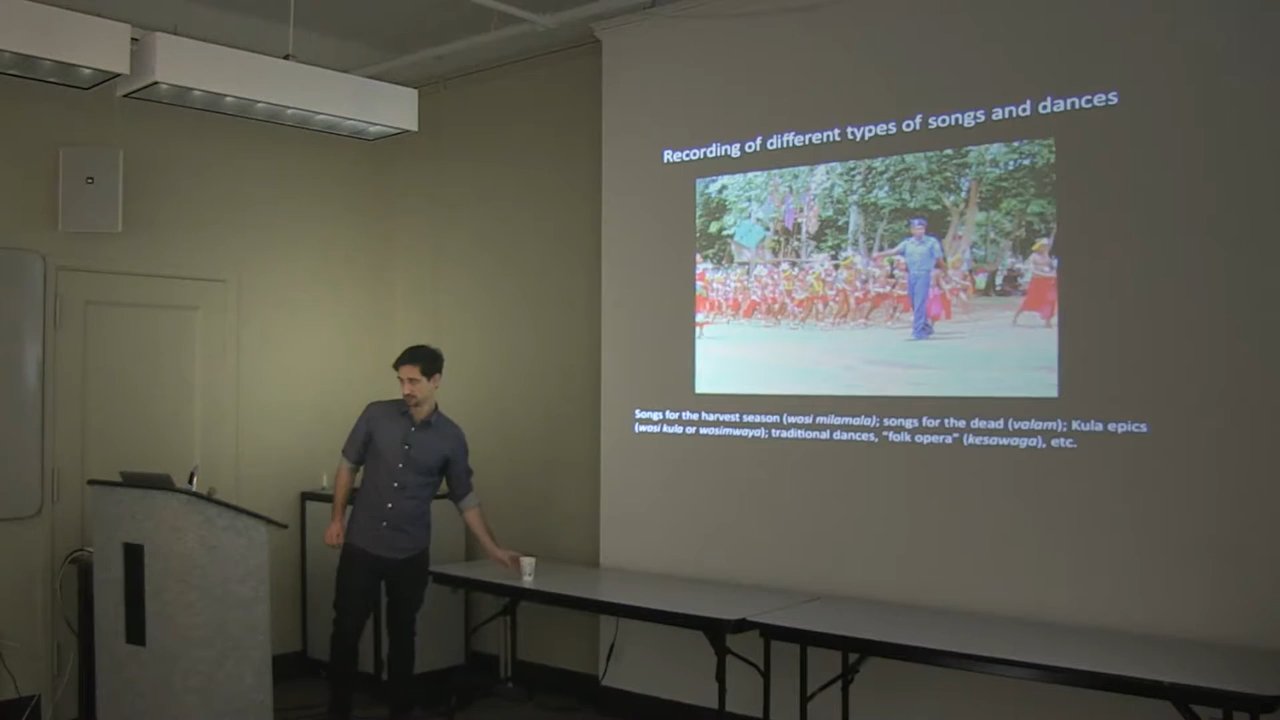 Recording of different types of songs and dances
Songs for the harvest season (wosi milamala); songs for the dead (valam); Kula epics
(wosi kula or wosimwaya); traditional dances, "folk opera" (kesawaga), etc.